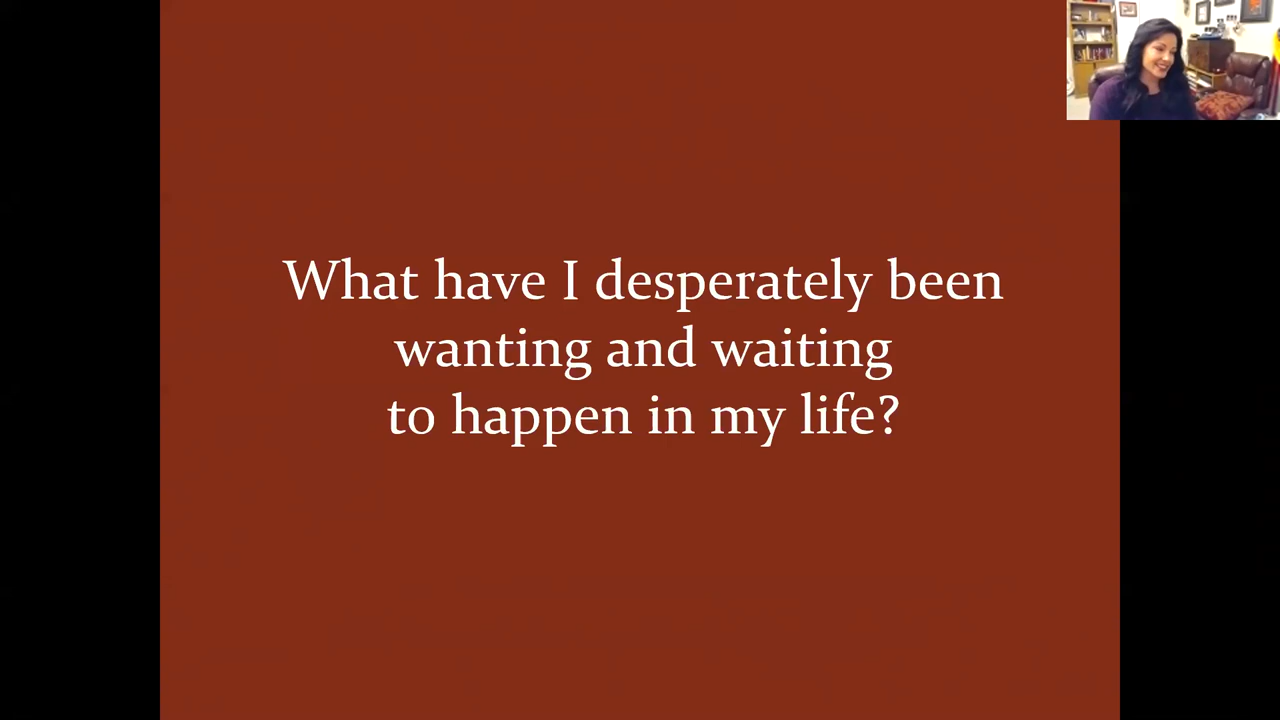 What have I desperately been
wanting and waiting
to happen in my life?